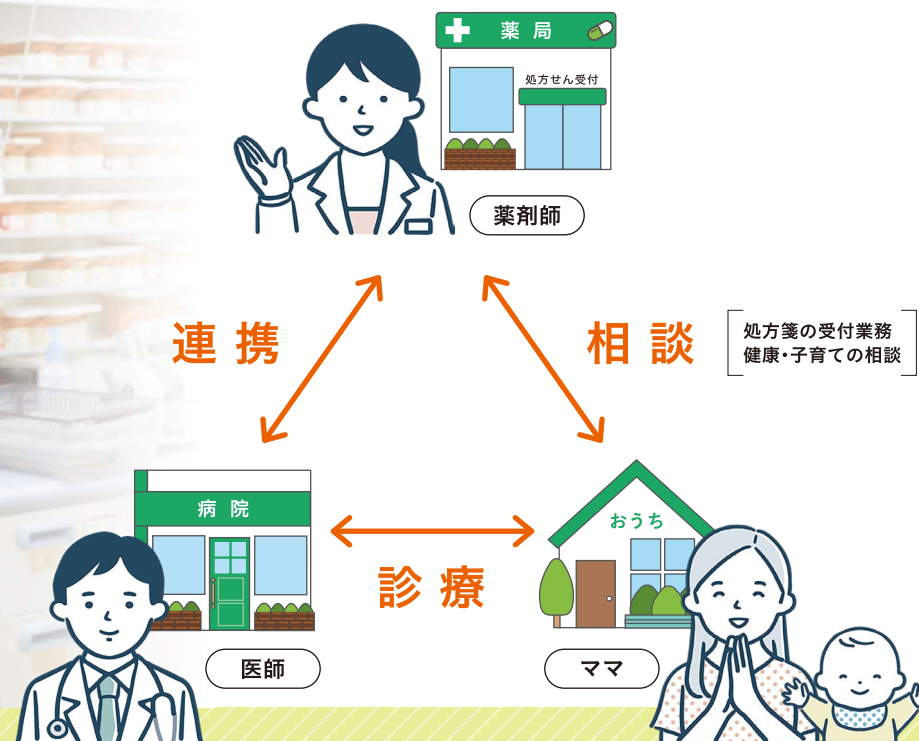 薬局
処方せん受付
薬剤師
連携
相談
処方箋の受付業務
健康・子育ての相談
病院
おうち
診療
医師
ママ